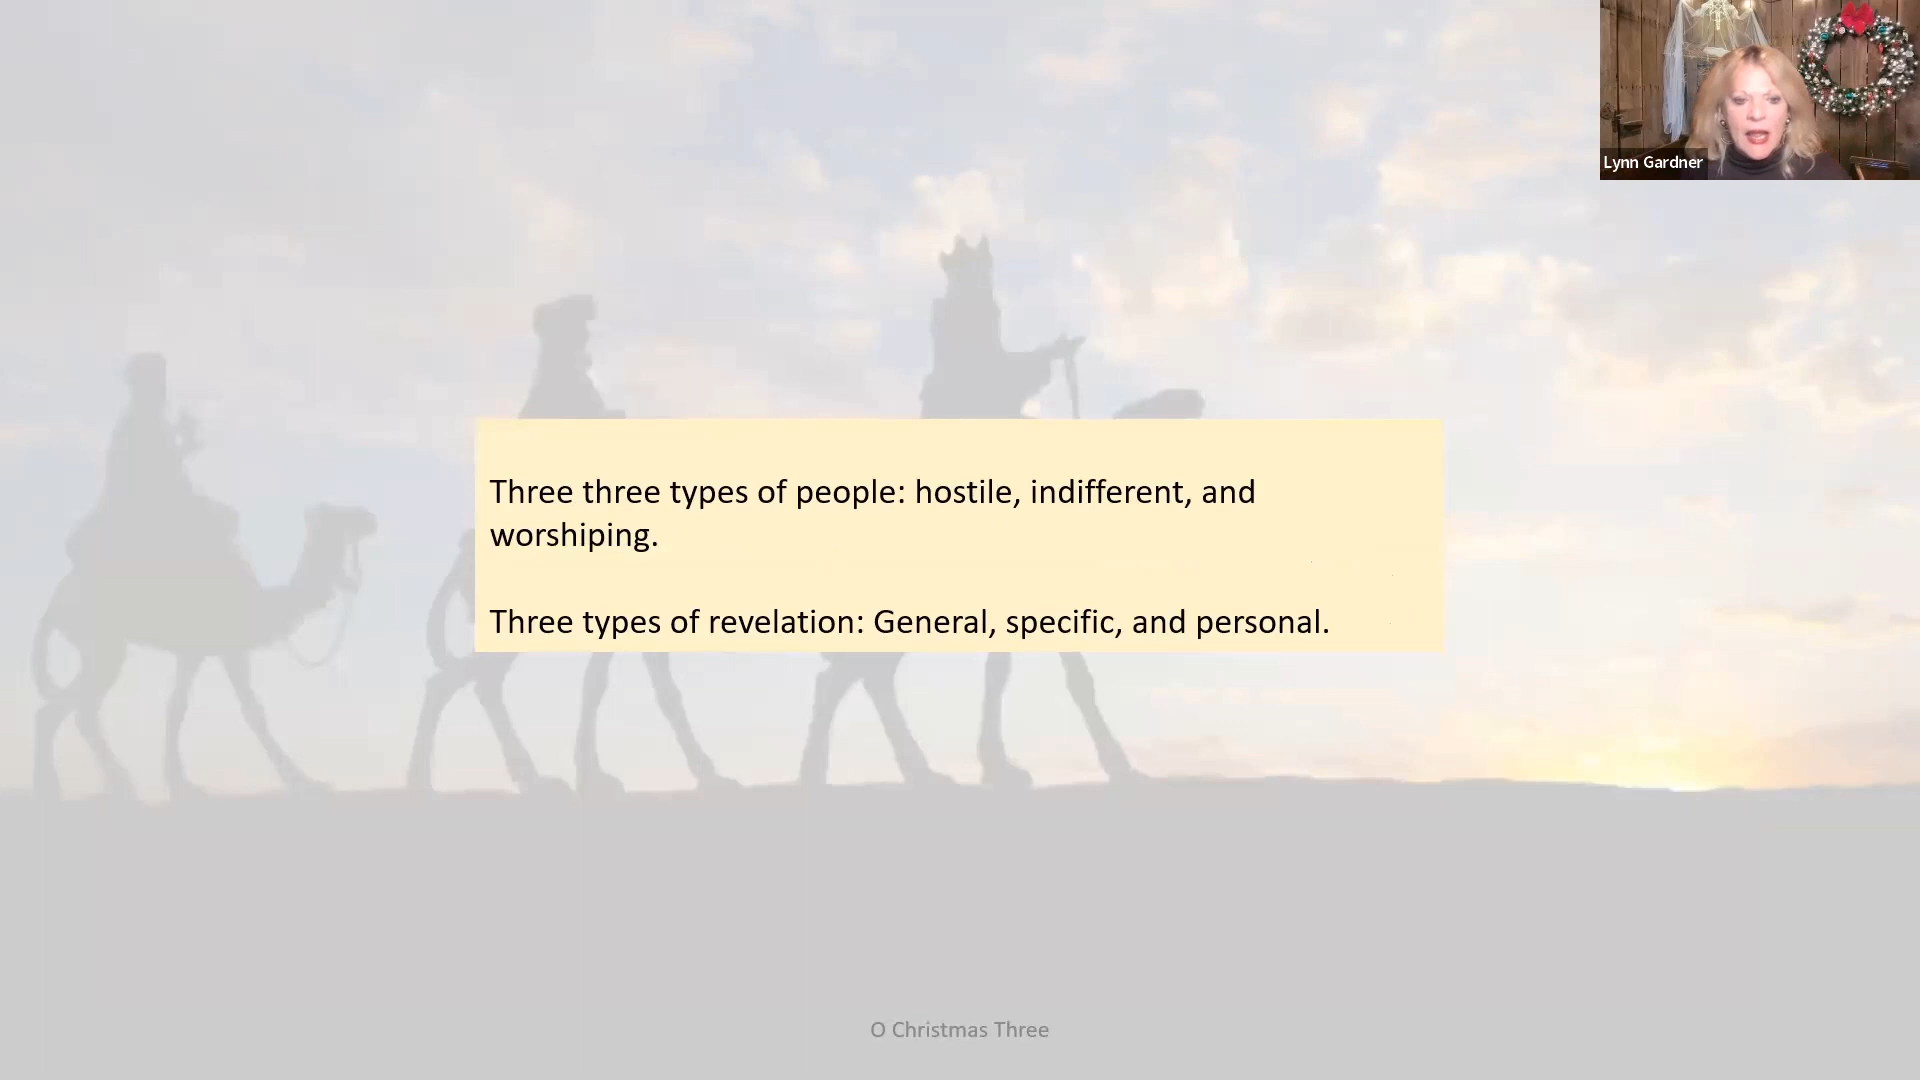 Lynn Gardner
Three three types of people: hostile, indifferent, and
worshiping.
Three types of revelation: General, specific, and personal.
O Christmas Three